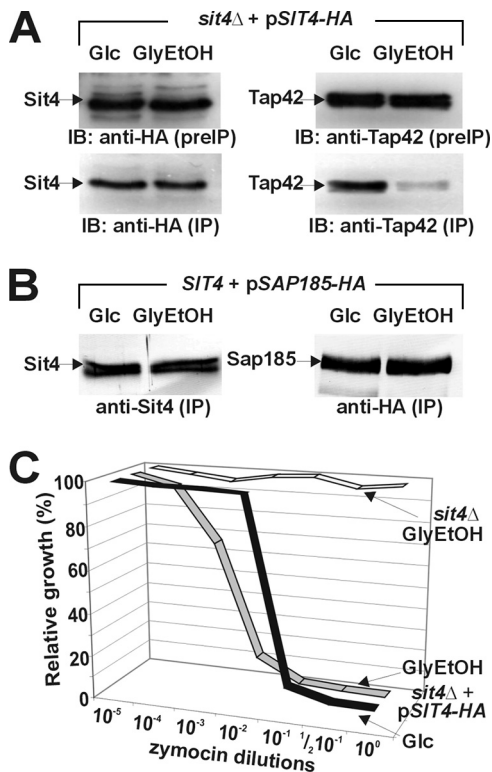 A
sit4Δ + pSIT4-HA
Glc GlyEtOH
Glc GlyEtOH
Sit4
Tap42
IB: anti-HA (preIP)
IB: anti-Tap42 (preIP)
Sit4
Tap42
IB: anti-HA (IP)
IB: anti-Tap42 (IP)
B
SIT4 + pSAP185-HA
Glc GlyEtOH
Glc GlyEtOH
Sit4
Sap185
anti-Sit4 (IP)
anti-HA (IP)
C
Relative growth (%)
100
80
60
40
20
0
sit4Δ
GlyEtOH
GlyEtOH
sit4Δ +
pSIT4-HA
Glc
10⁻⁵ 10⁻⁴ 10⁻³ 10⁻² 10⁻¹ ¹/₂10⁻¹ 10⁰
zymocin dilutions